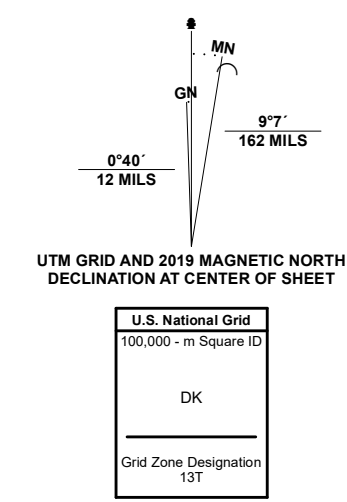 MN
GN
9°7´
162 MILS
0°40´
12 MILS
UTM GRID AND 2019 MAGNETIC NORTH
DECLINATION AT CENTER OF SHEET
U.S. National Grid
100,000 - m Square ID
DK
Grid Zone Designation
13T